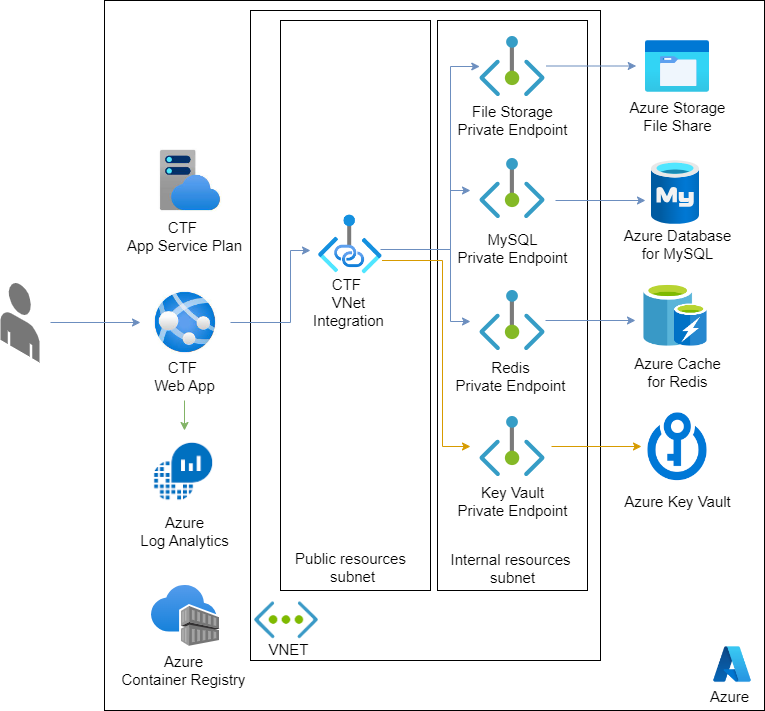 File Storage
Private Endpoint
Azure Storage
File Share
CTF
App Service Plan
My
MySQL
Private Endpoint
Azure Database
for MySQL
CTF
VNet
Integration
CTF
Web App
Redis
Private Endpoint
Azure Cache
for Redis
Key Vault
Private Endpoint
Azure Key Vault
Azure
Log Analytics
Public resources
subnet
Internal resources
subnet
VNET
Azure
Container Registry
Azure